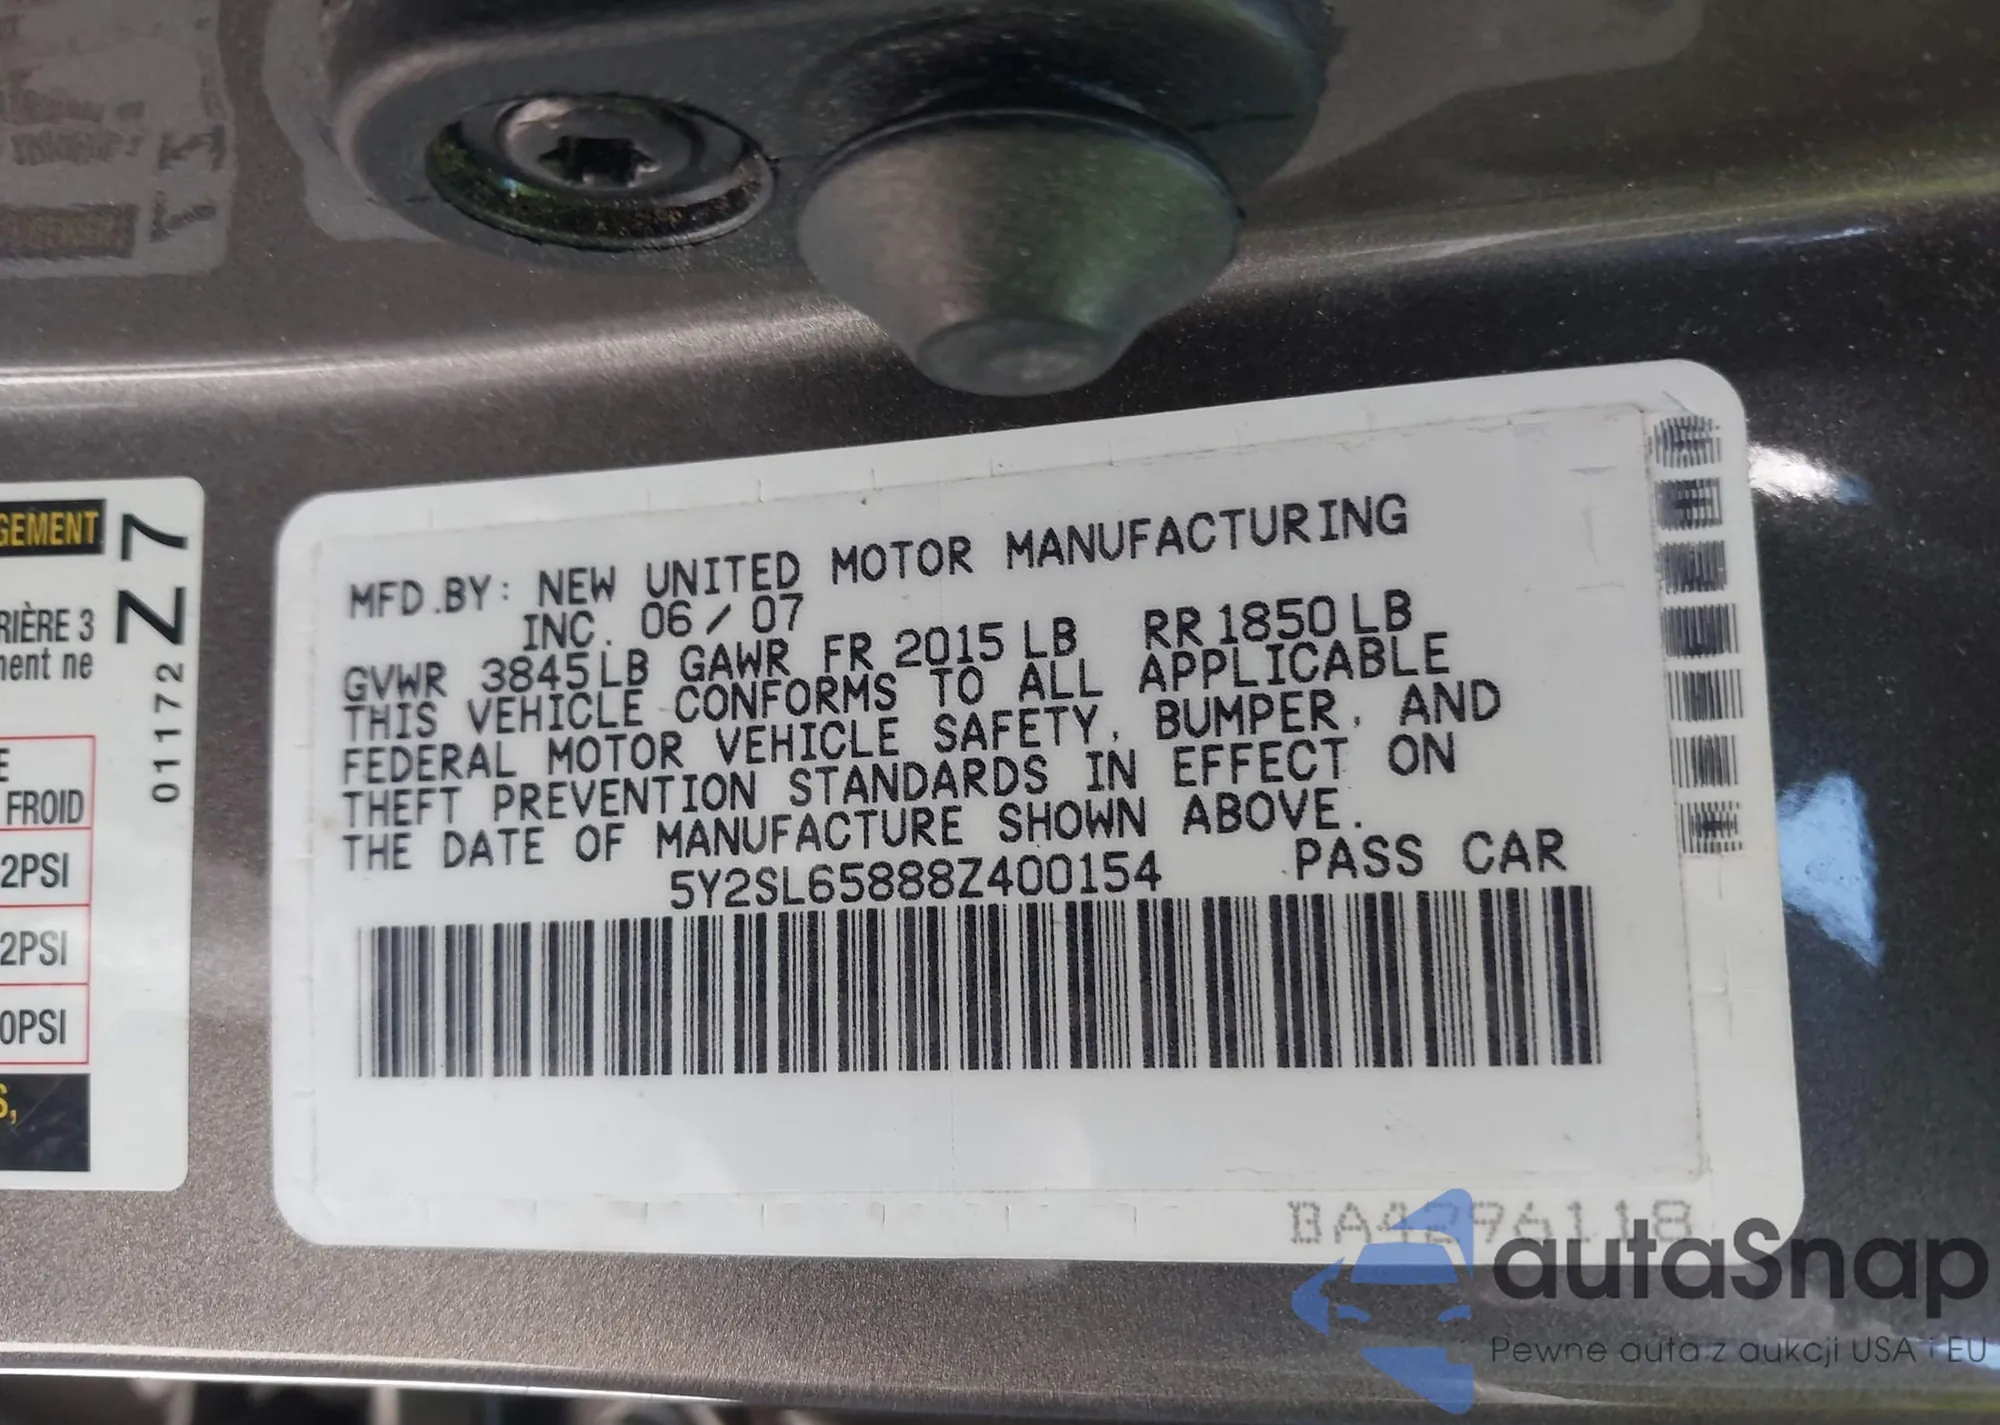 GEMENT
RIÈRE 3
ment ne
E
FROID
2PSI
2PSI
0PSI
S,
Z7
01172
MFD.BY: NEW UNITED MOTOR MANUFACTURING
INC. 06/07
GVWR 3845LB GAWR FR 2015LB RR1850LB
THIS VEHICLE CONFORMS TO ALL APPLICABLE
FEDERAL MOTOR VEHICLE SAFETY, BUMPER, AND
THEFT PREVENTION STANDARDS IN EFFECT ON
THE DATE OF MANUFACTURE SHOWN ABOVE.
5Y2SL65888Z400154 PASS CAR
BA4296118
autaSnap
Pewne auta z aukcji USA i EU